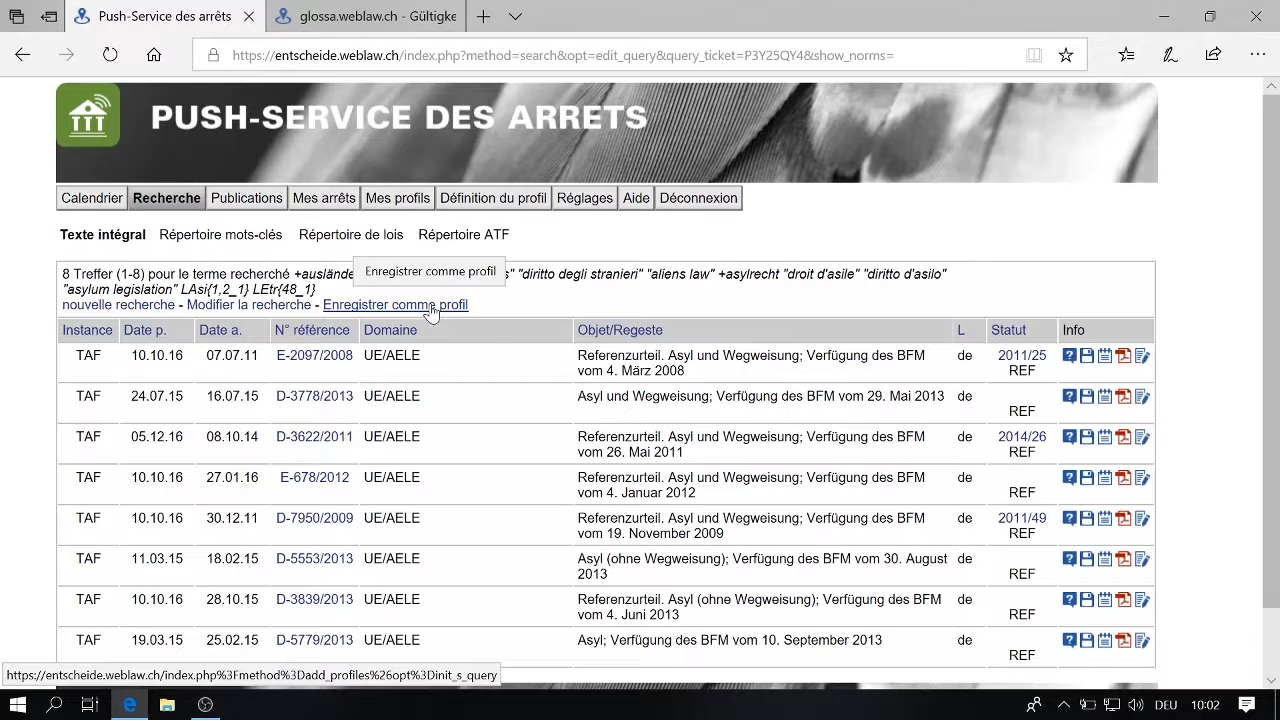 Push-Service des arrêts
glossa.weblaw.ch - Gültigke
https://entscheide.weblaw.ch/index.php?method=search&opt=edit_query&query_ticket=P3Y25QY4&show_norms=
PUSH-SERVICE DES ARRETS
Calendrier Recherche Publications Mes arrêts Mes profils Définition du profil Réglages Aide Déconnexion
Texte intégral Répertoire mots-clés Répertoire de lois Répertoire ATF
8 Treffer (1-8) pour le terme recherché +auslände s" "diritto degli stranieri" "aliens law" +asylrecht "droit d'asile" "diritto d'asilo"
Enregistrer comme profil
"asylum legislation" LAsi{1,2_1} LEtr{48_1}
nouvelle recherche - Modifier la recherche - Enregistrer comme profil
Instance Date p. Date a. N° référence Domaine Objet/Regeste L Statut Info
TAF 10.10.16 07.07.11 E-2097/2008 UE/AELE Referenzurteil. Asyl und Wegweisung; Verfügung des BFM de 2011/25
vom 4. März 2008 REF
TAF 24.07.15 16.07.15 D-3778/2013 UE/AELE Asyl und Wegweisung; Verfügung des BFM vom 29. Mai 2013 de
REF
TAF 05.12.16 08.10.14 D-3622/2011 UE/AELE Referenzurteil. Asyl und Wegweisung; Verfügung des BFM de 2014/26
vom 26. Mai 2011 REF
TAF 10.10.16 27.01.16 E-678/2012 UE/AELE Referenzurteil. Asyl und Wegweisung; Verfügung des BFM de
vom 4. Januar 2012 REF
TAF 10.10.16 30.12.11 D-7950/2009 UE/AELE Referenzurteil. Asyl und Wegweisung; Verfügung des BFM de 2011/49
vom 19. November 2009 REF
TAF 11.03.15 18.02.15 D-5553/2013 UE/AELE Asyl (ohne Wegweisung); Verfügung des BFM vom 30. August de
2013 REF
TAF 10.10.16 28.10.15 D-3839/2013 UE/AELE Referenzurteil. Asyl (ohne Wegweisung); Verfügung des BFM de
vom 4. Juni 2013 REF
TAF 19.03.15 25.02.15 D-5779/2013 UE/AELE Asyl; Verfügung des BFM vom 10. September 2013 de
REF
https://entscheide.weblaw.ch/index.php%3Fmethod%3Dadd_profiles%26opt%3Dinit_s_query
DEU 10:02